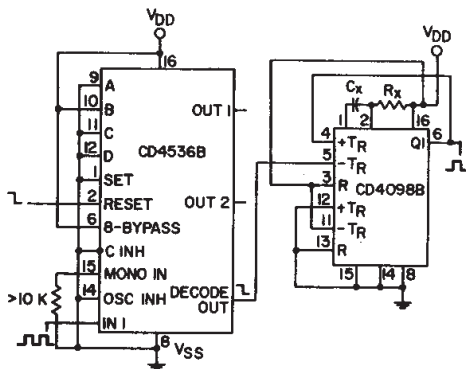 VDD
16
9 A
10 B
OUT 1
11 C
12 D
CD4536B
1 SET
2 RESET
OUT 2
6 8-BYPASS
C INH
15 MONO IN
>10 K
14 OSC INH
DECODE OUT
IN 1
8 VSS
VDD
CX
RX
1
2
16
4 +TR
Q1 6
5 -TR
3 R
CD4098B
12 +TR
11 -TR
13 R
15
14
8